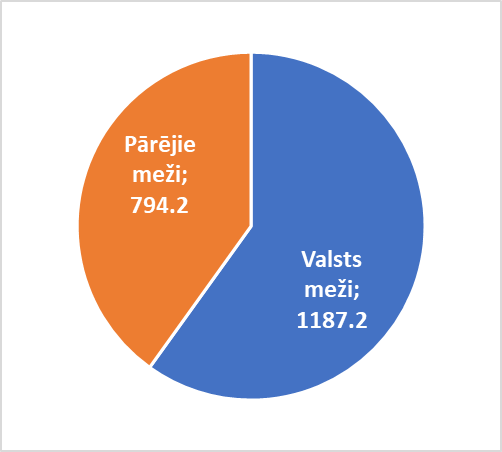 Pārējie
meži;
794.2
Valsts
meži;
1187.2